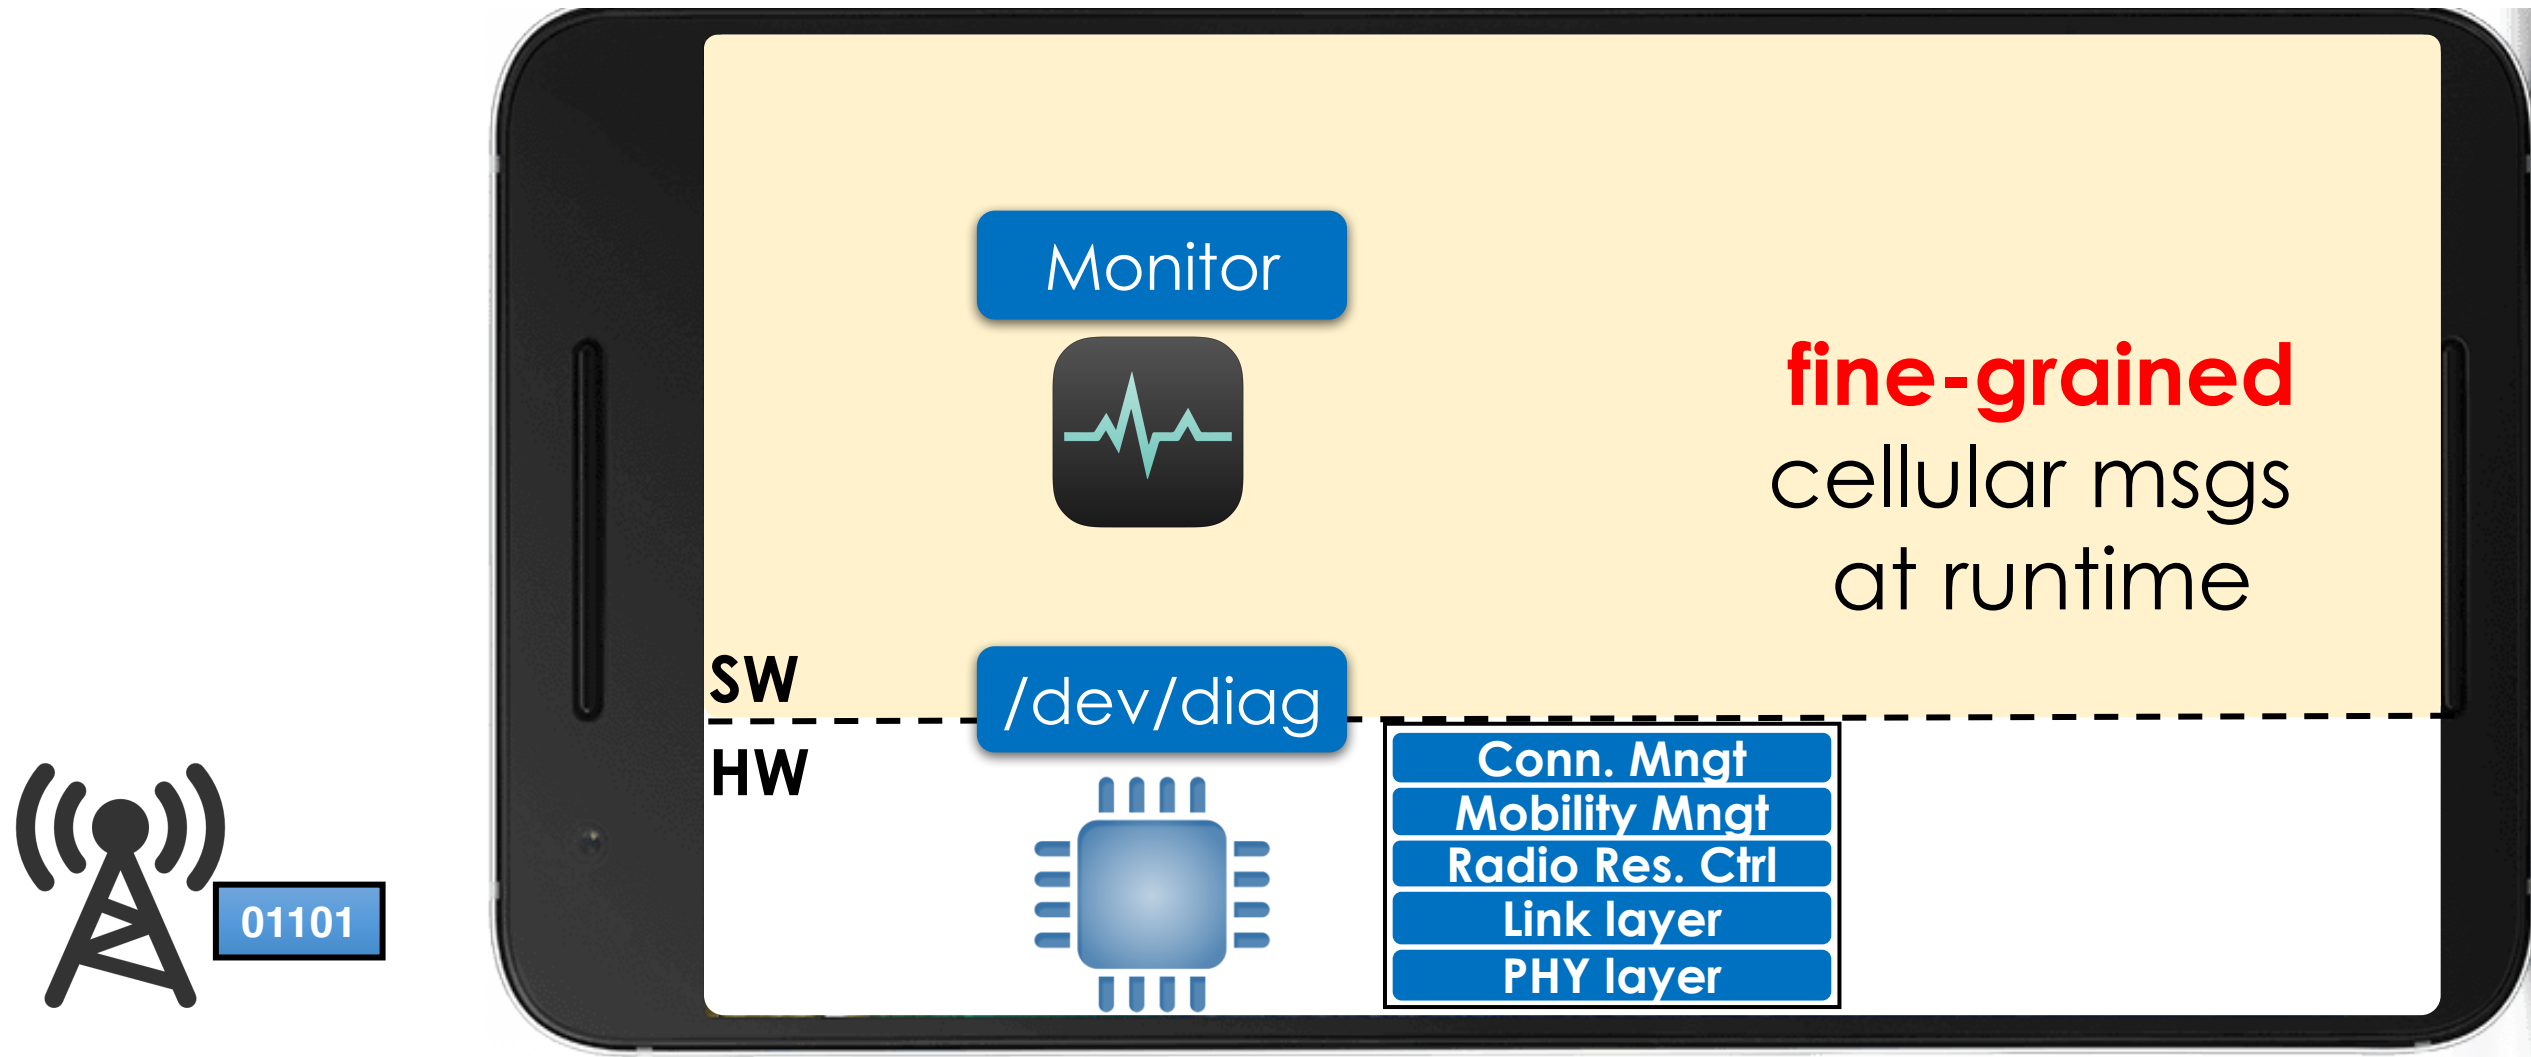 Monitor
fine-grained
cellular msgs
at runtime
SW
/dev/diag
HW
Conn. Mngt
Mobility Mngt
Radio Res. Ctrl
Link layer
PHY layer
01101